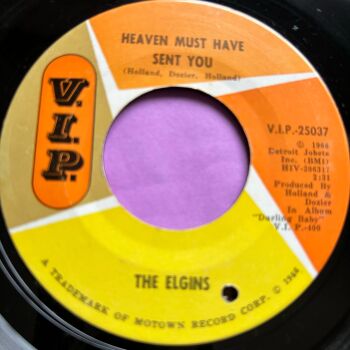 HEAVEN MUST HAVE
SENT YOU
(Holland, Dozier, Holland)
V.I.P.
V.I.P.-25037
© 1966
Detroit Jobete
Inc. (BMI)
H1V-286317
2:31
Produced By
Holland &
Dozier
In Album
"Darling Baby"
V.I.P.-400
THE ELGINS
A TRADEMARK OF MOTOWN RECORD CORP. © 1966